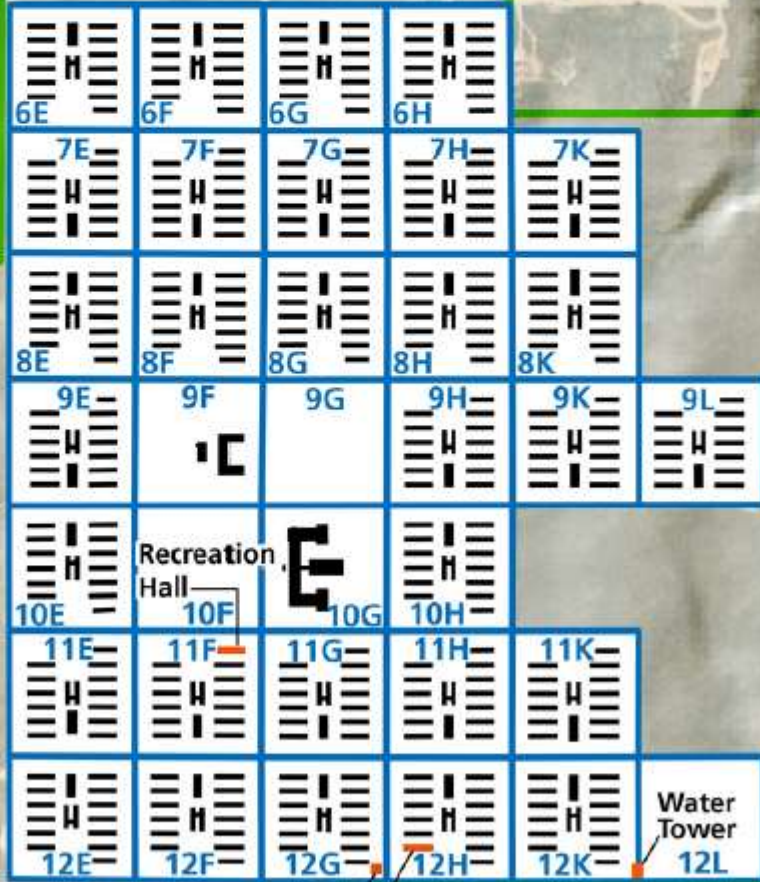 6E 6F 6G 6H
7E 7F 7G 7H 7K
8E 8F 8G 8H 8K
9E 9F 9G 9H 9K 9L
Recreation
Hall
10E 10F 10G 10H
11E 11F 11G 11H 11K
Water
Tower
12E 12F 12G 12H 12K 12L